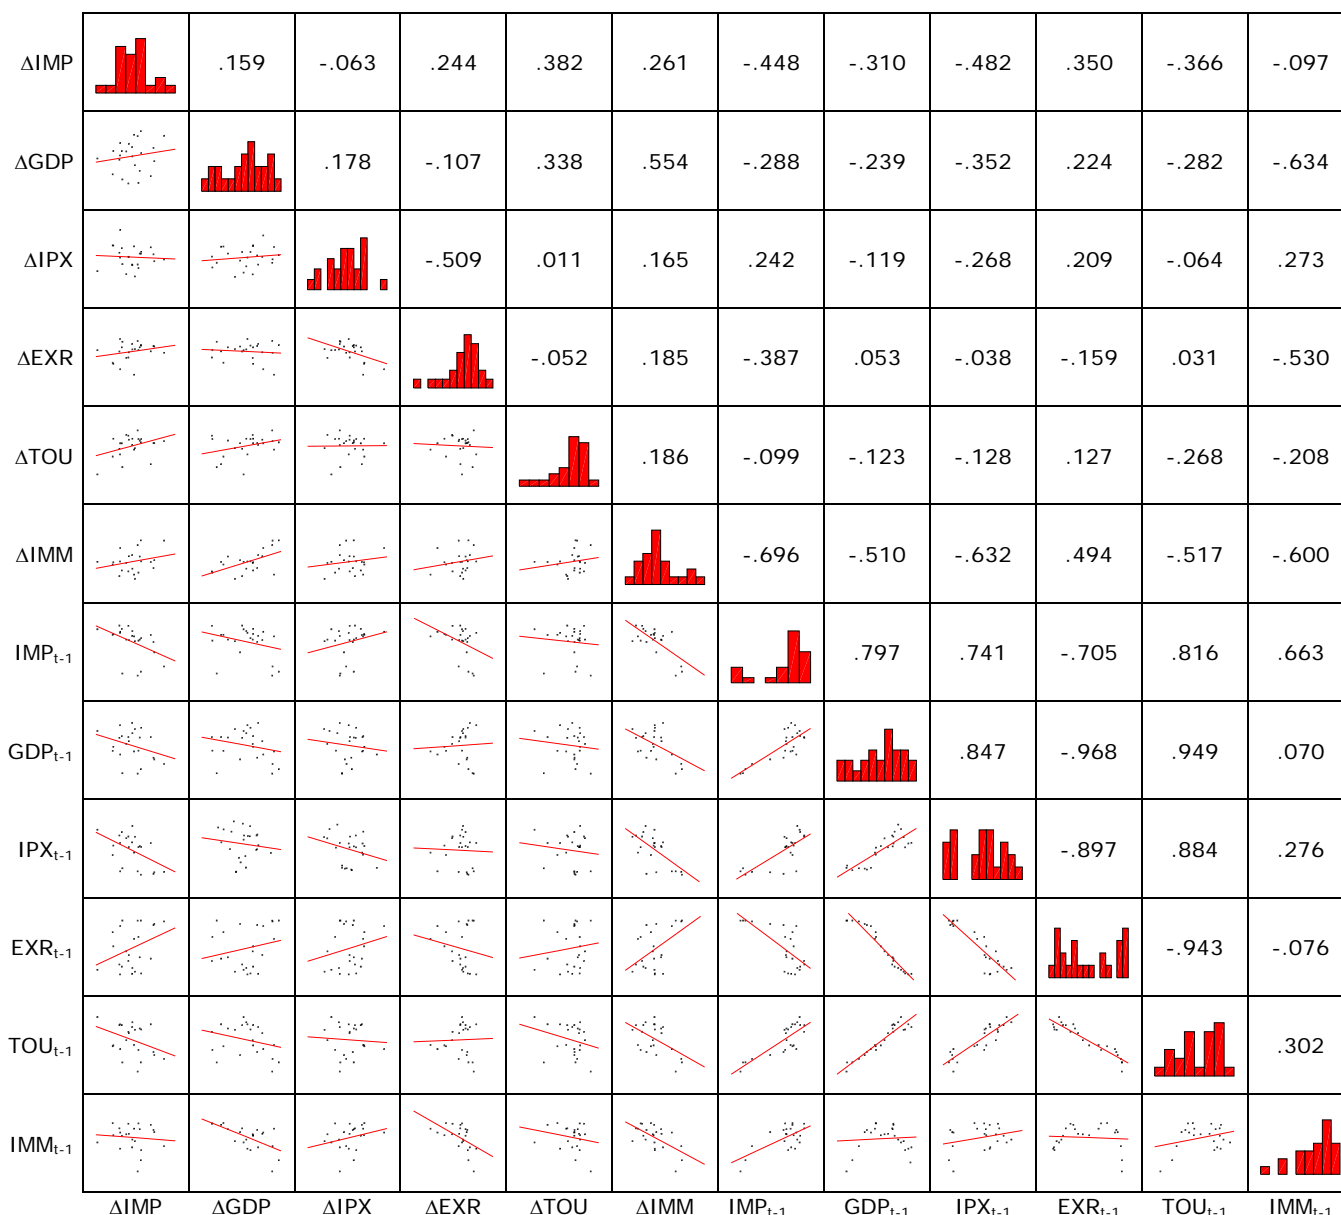 ΔIMP .159 -.063 .244 .382 .261 -.448 -.310 -.482 .350 -.366 -.097
ΔGDP .178 -.107 .338 .554 -.288 -.239 -.352 .224 -.282 -.634
ΔIPX -.509 .011 .165 .242 -.119 -.268 .209 -.064 .273
ΔEXR -.052 .185 -.387 .053 -.038 -.159 .031 -.530
ΔTOU .186 -.099 -.123 -.128 .127 -.268 -.208
ΔIMM -.696 -.510 -.632 .494 -.517 -.600
IMPt-1 .797 .741 -.705 .816 .663
GDPt-1 .847 -.968 .949 .070
IPXt-1 -.897 .884 .276
EXRt-1 -.943 -.076
TOUt-1 .302
IMMt-1
ΔIMP ΔGDP ΔIPX ΔEXR ΔTOU ΔIMM IMPt-1 GDPt-1 IPXt-1 EXRt-1 TOUt-1 IMMt-1